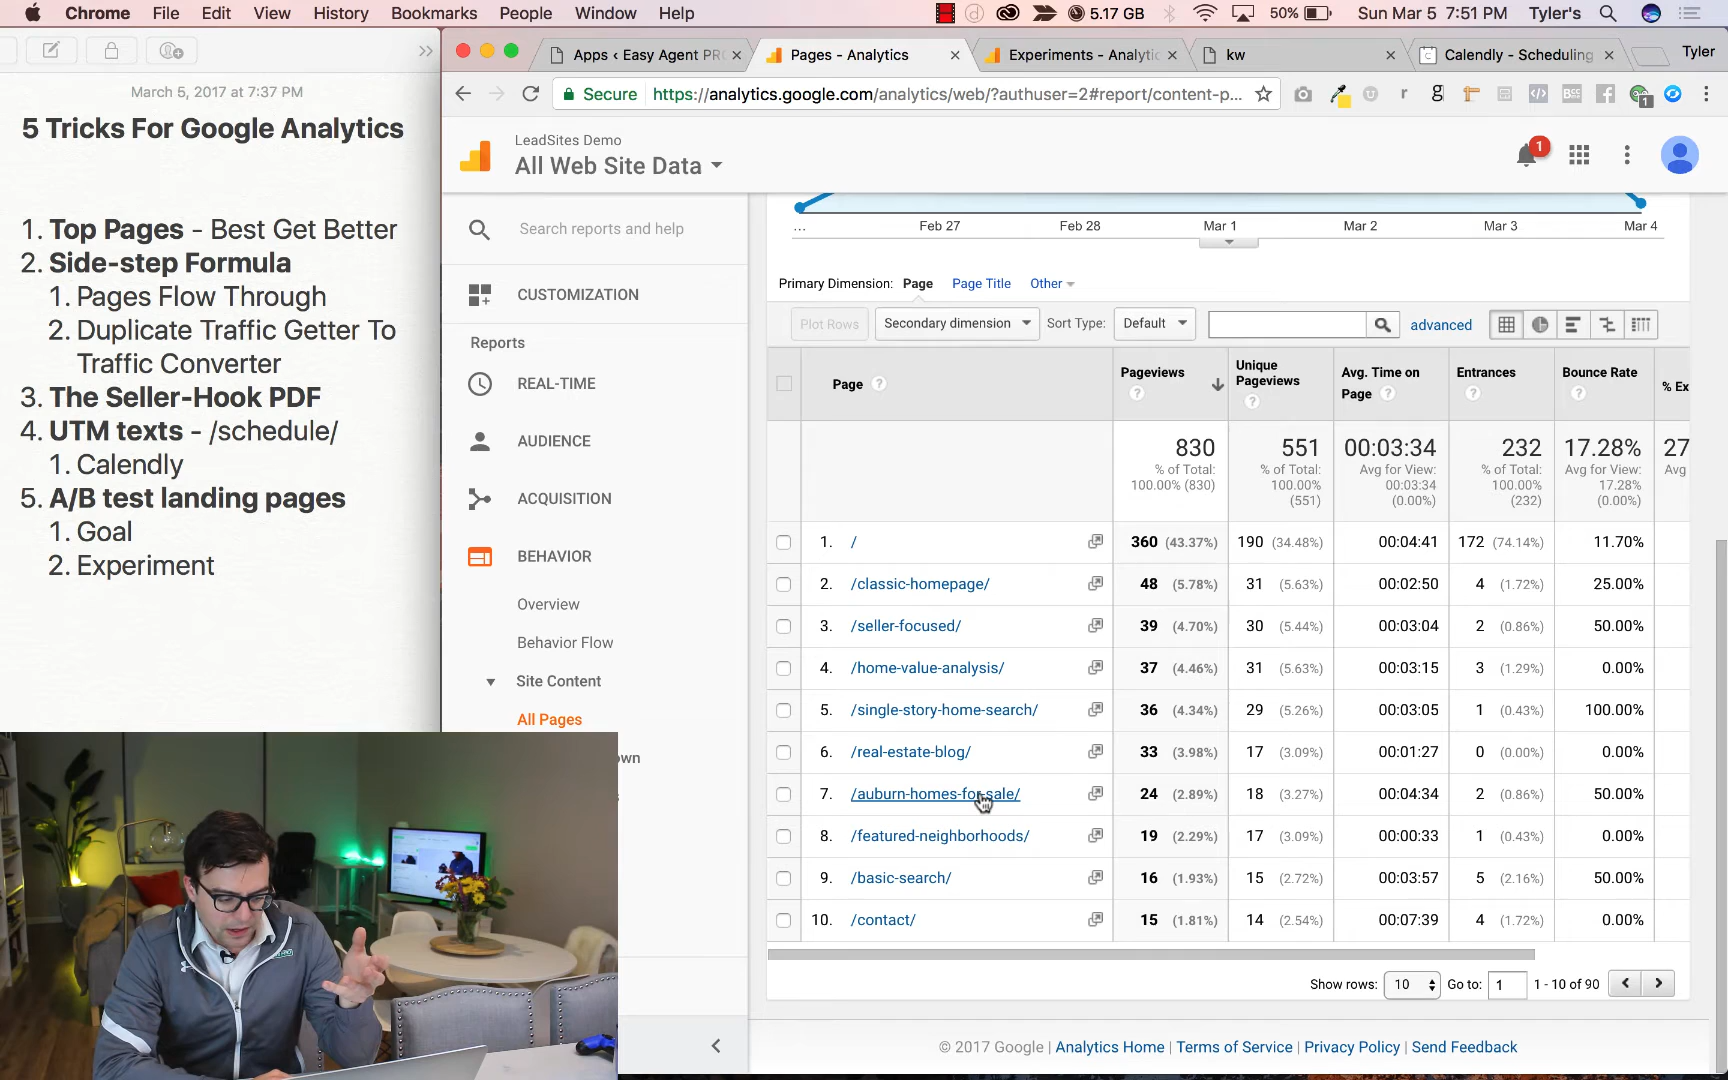 Chrome File Edit View History Bookmarks People Window Help 5.17 GB 50% Sun Mar 5 7:51 PM Tyler's
Apps ‹ Easy Agent PR Pages - Analytics Experiments - Analytic kw Calendly - Scheduling Tyler
Secure https://analytics.google.com/analytics/web/?authuser=2#report/content-p...
March 5, 2017 at 7:37 PM
5 Tricks For Google Analytics
1. Top Pages - Best Get Better
2. Side-step Formula
1. Pages Flow Through
2. Duplicate Traffic Getter To
Traffic Converter
3. The Seller-Hook PDF
4. UTM texts - /schedule/
1. Calendly
5. A/B test landing pages
1. Goal
2. Experiment
LeadSites Demo
All Web Site Data
1
Search reports and help
CUSTOMIZATION
Reports
REAL-TIME
AUDIENCE
ACQUISITION
BEHAVIOR
Overview
Behavior Flow
Site Content
All Pages
own
... Feb 27 Feb 28 Mar 1 Mar 2 Mar 3 Mar 4
Primary Dimension: Page Page Title Other
Plot Rows Secondary dimension Sort Type: Default advanced
Page Pageviews Unique Pageviews Avg. Time on Page Entrances Bounce Rate % Ex
830 551 00:03:34 232 17.28% 27
% of Total: 100.00% (830) % of Total: 100.00% (551) Avg for View: 00:03:34 (0.00%) % of Total: 100.00% (232) Avg for View: 17.28% (0.00%) Avg
1. / 360 (43.37%) 190 (34.48%) 00:04:41 172 (74.14%) 11.70%
2. /classic-homepage/ 48 (5.78%) 31 (5.63%) 00:02:50 4 (1.72%) 25.00%
3. /seller-focused/ 39 (4.70%) 30 (5.44%) 00:03:04 2 (0.86%) 50.00%
4. /home-value-analysis/ 37 (4.46%) 31 (5.63%) 00:03:15 3 (1.29%) 0.00%
5. /single-story-home-search/ 36 (4.34%) 29 (5.26%) 00:03:05 1 (0.43%) 100.00%
6. /real-estate-blog/ 33 (3.98%) 17 (3.09%) 00:01:27 0 (0.00%) 0.00%
7. /auburn-homes-for-sale/ 24 (2.89%) 18 (3.27%) 00:04:34 2 (0.86%) 50.00%
8. /featured-neighborhoods/ 19 (2.29%) 17 (3.09%) 00:00:33 1 (0.43%) 0.00%
9. /basic-search/ 16 (1.93%) 15 (2.72%) 00:03:57 5 (2.16%) 50.00%
10. /contact/ 15 (1.81%) 14 (2.54%) 00:07:39 4 (1.72%) 0.00%
Show rows: 10 Go to: 1 1 - 10 of 90
© 2017 Google | Analytics Home | Terms of Service | Privacy Policy | Send Feedback